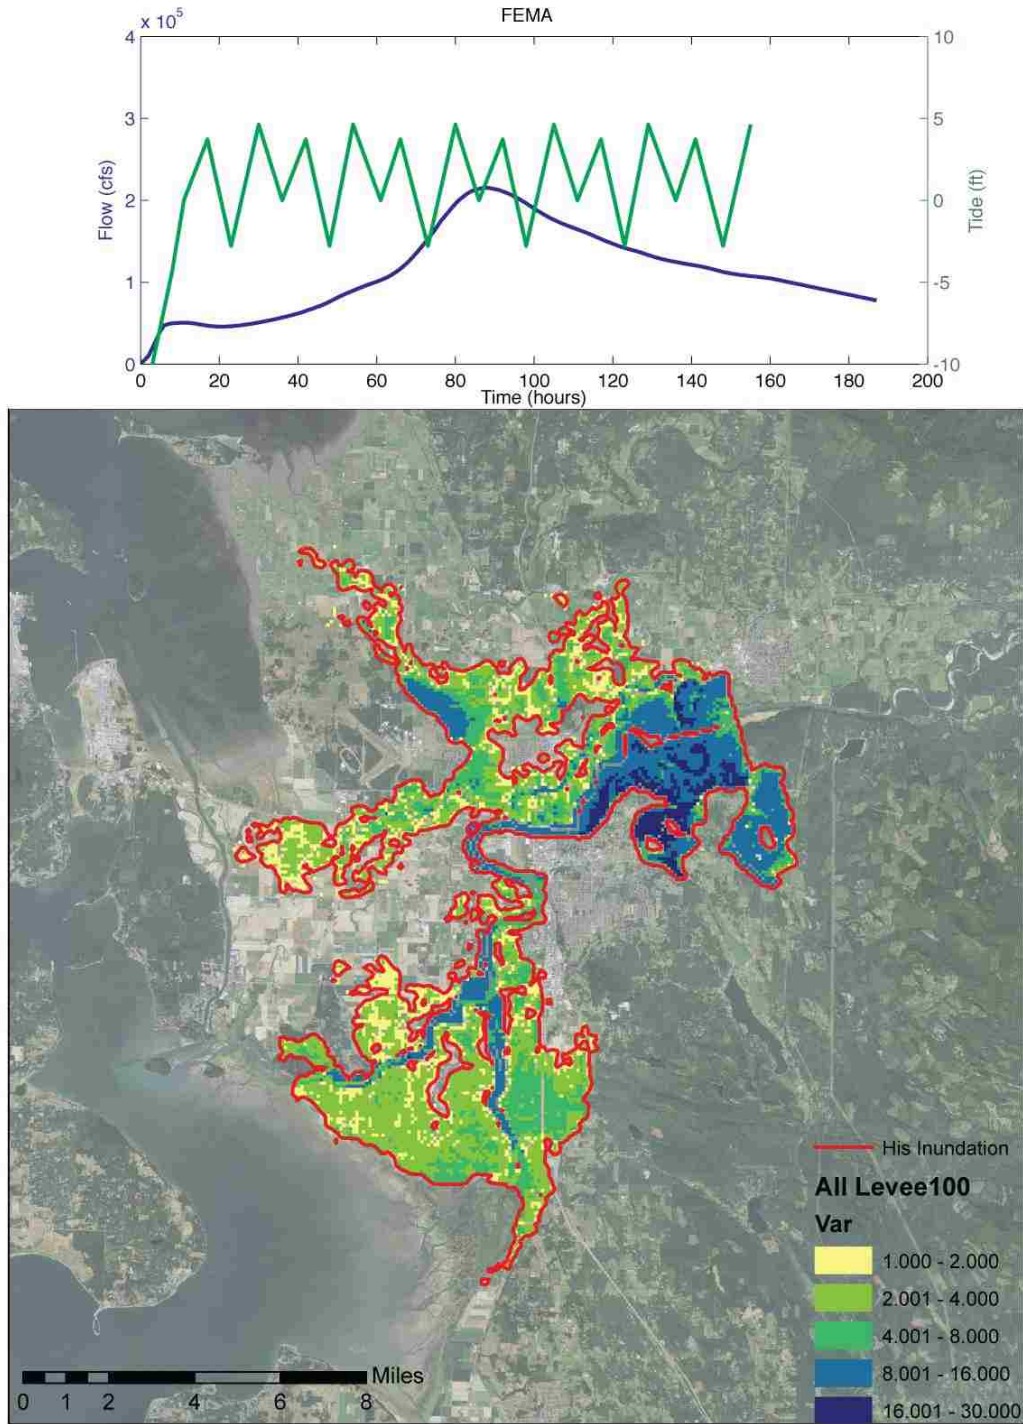 FEMA
x 10⁵
4
3
2
1
0
Flow (cfs)
10
5
0
-5
-10
Tide (ft)
0 20 40 60 80 100 120 140 160 180 200
Time (hours)
His Inundation
All Levee100
Var
1.000 - 2.000
2.001 - 4.000
4.001 - 8.000
8.001 - 16.000
16.001 - 30.000
Miles
0 1 2 4 6 8